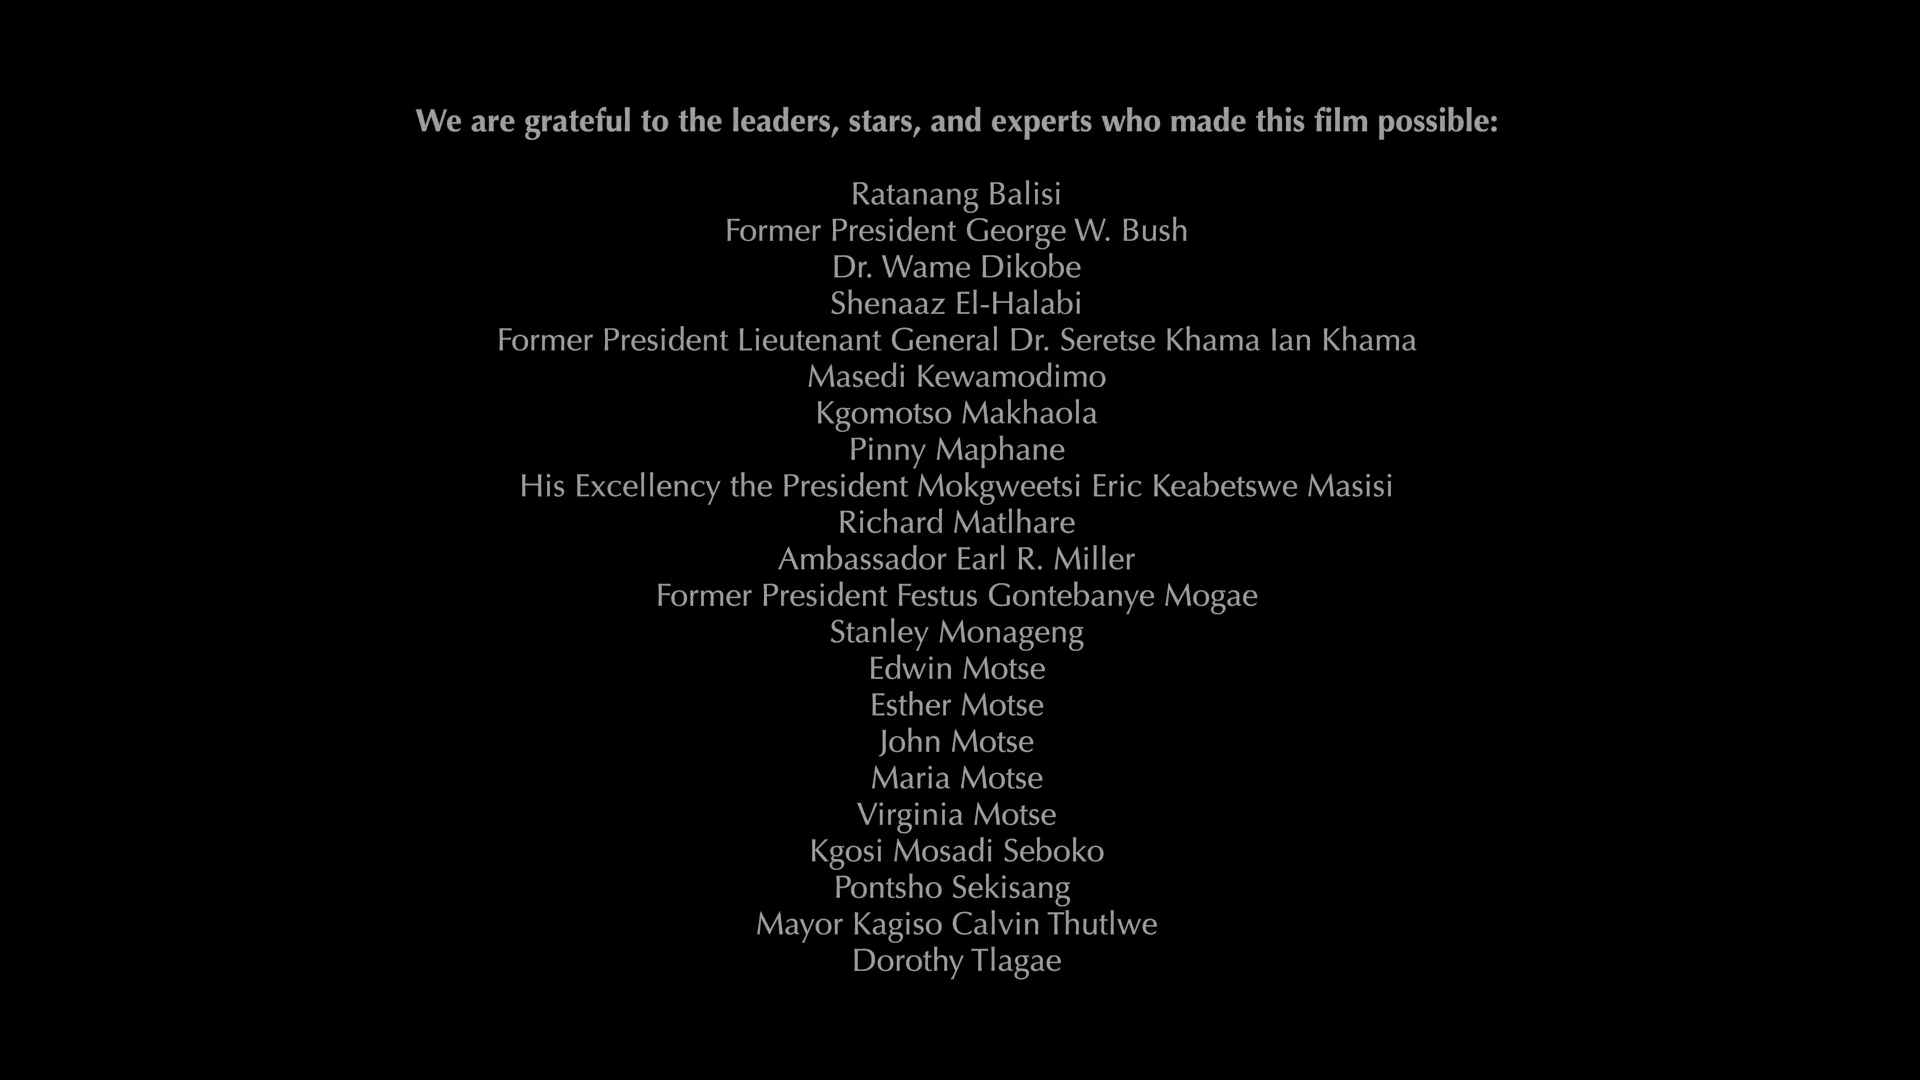 We are grateful to the leaders, stars, and experts who made this film possible:
Ratanang Balisi
Former President George W. Bush
Dr. Wame Dikobe
Shenaaz El-Halabi
Former President Lieutenant General Dr. Seretse Khama Ian Khama
Masedi Kewamodimo
Kgomotso Makhaola
Pinny Maphane
His Excellency the President Mokgweetsi Eric Keabetswe Masisi
Richard Matlhare
Ambassador Earl R. Miller
Former President Festus Gontebanye Mogae
Stanley Monageng
Edwin Motse
Esther Motse
John Motse
Maria Motse
Virginia Motse
Kgosi Mosadi Seboko
Pontsho Sekisang
Mayor Kagiso Calvin Thutlwe
Dorothy Tlagae